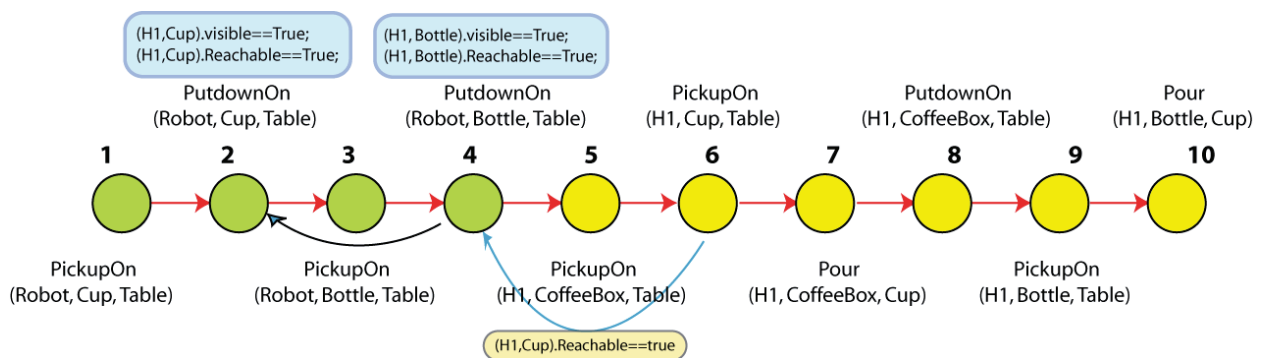 (H1,Cup).visible==True;
(H1,Cup).Reachable==True;
(H1, Bottle).visible==True;
(H1, Bottle).Reachable==True;
PutdownOn
(Robot, Cup, Table)
PutdownOn
(Robot, Bottle, Table)
PickupOn
(H1, Cup, Table)
PutdownOn
(H1, CoffeeBox, Table)
Pour
(H1, Bottle, Cup)
1
2
3
4
5
6
7
8
9
10
PickupOn
(Robot, Cup, Table)
PickupOn
(Robot, Bottle, Table)
PickupOn
(H1, CoffeeBox, Table)
Pour
(H1, CoffeeBox, Cup)
PickupOn
(H1, Bottle, Table)
(H1,Cup).Reachable==true